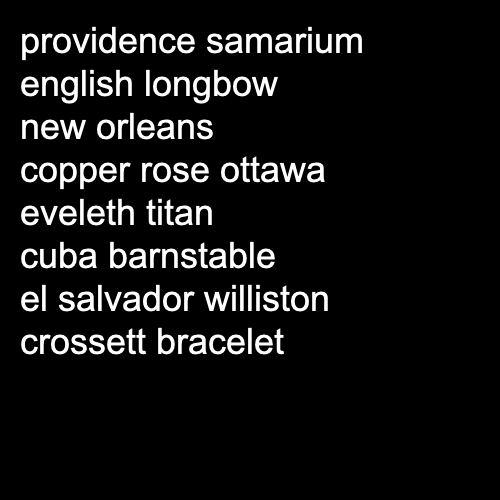 providence samarium
english longbow
new orleans
copper rose ottawa
eveleth titan
cuba barnstable
el salvador williston
crossett bracelet